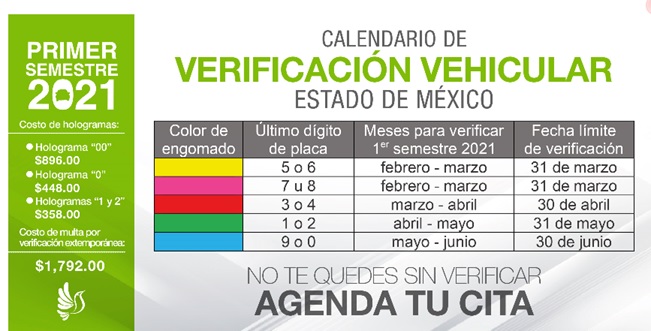 PRIMER
SEMESTRE
2021
Costo de hologramas:
Holograma "00"
$896.00
Holograma "0"
$448.00
Hologramas "1 y 2"
$358.00
Costo de multa por
verificación extemporánea:
$1,792.00
CALENDARIO DE
VERIFICACIÓN VEHICULAR
ESTADO DE MÉXICO
Color de engomado Último dígito de placa Meses para verificar 1er semestre 2021 Fecha límite de verificación
5 o 6 febrero - marzo 31 de marzo
7 u 8 febrero - marzo 31 de marzo
3 o 4 marzo - abril 30 de abril
1 o 2 abril - mayo 31 de mayo
9 o 0 mayo - junio 30 de junio
NO TE QUEDES SIN VERIFICAR
AGENDA TU CITA